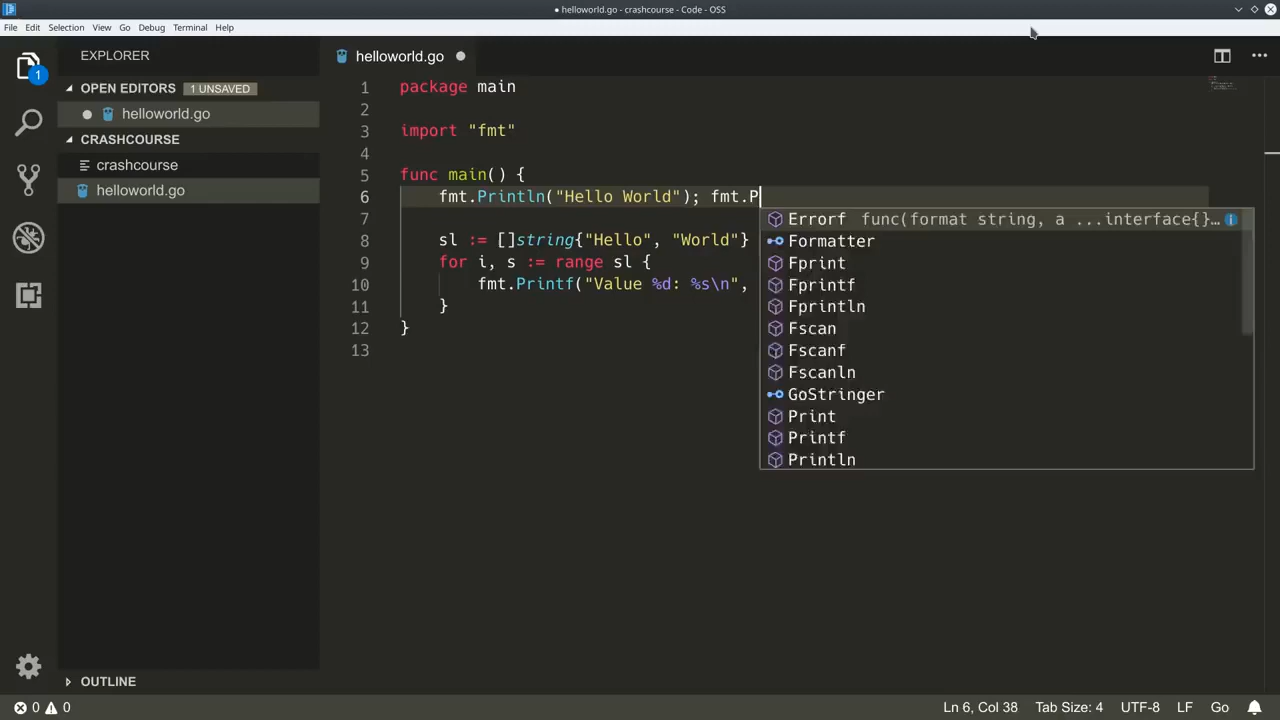 ● helloworld.go - crashcourse - Code - OSS
File Edit Selection View Go Debug Terminal Help
EXPLORER
helloworld.go
1
OPEN EDITORS 1 UNSAVED
helloworld.go
CRASHCOURSE
crashcourse
helloworld.go
1 package main
2
3 import "fmt"
4
5 func main() {
6 fmt.Println("Hello World"); fmt.P
7
8 sl := []string{"Hello", "World"}
9 for i, s := range sl {
10 fmt.Printf("Value %d: %s\n",
11 }
12 }
13
Errorf func(format string, a ...interface{}…
Formatter
Fprint
Fprintf
Fprintln
Fscan
Fscanf
Fscanln
GoStringer
Print
Printf
Println
OUTLINE
0 0 Ln 6, Col 38 Tab Size: 4 UTF-8 LF Go